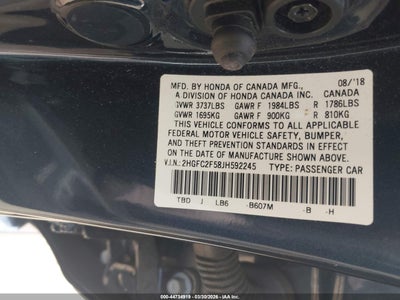 MFD. BY HONDA OF CANADA MFG., 08/'18
A DIVISION OF HONDA CANADA INC. CANADA
GVWR 3737LBS GAWR F 1984LBS R 1786LBS
GVWR 1695KG GAWR F 900KG R 810KG
THIS VEHICLE CONFORMS TO ALL APPLICABLE
FEDERAL MOTOR VEHICLE SAFETY, BUMPER,
AND THEFT PREVENTION STANDARDS IN EFFECT
ON THE DATE OF MANUFACTURE SHOWN ABOVE.
V.I.N.: 2HGFC2F58JH592245 TYPE: PASSENGER CAR
TBD J LB6 -B607M -B -H
000-44734919 - (03/30/2026) - IAAI.COM